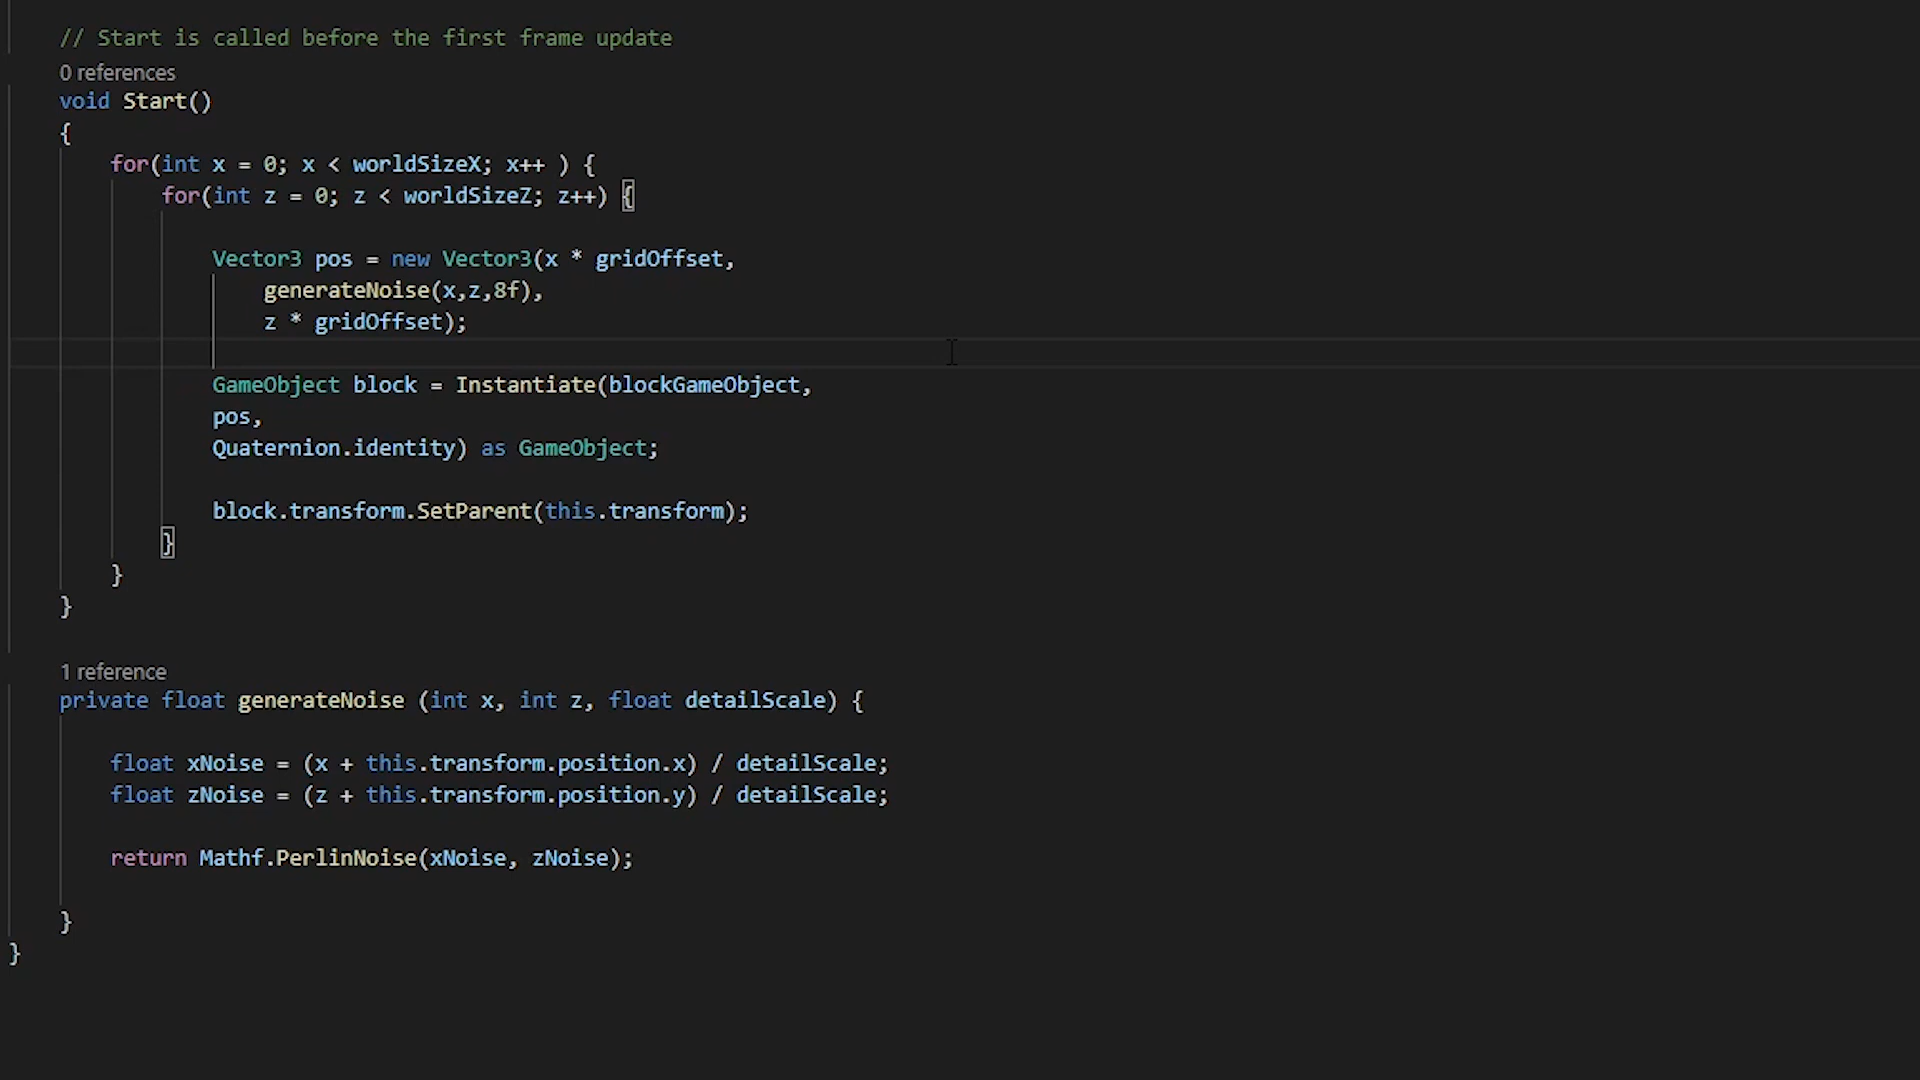 // Start is called before the first frame update
0 references
void Start()
{
for(int x = 0; x < worldSizeX; x++ ) {
for(int z = 0; z < worldSizeZ; z++) {
Vector3 pos = new Vector3(x * gridOffset,
generateNoise(x,z,8f),
z * gridOffset);
GameObject block = Instantiate(blockGameObject,
pos,
Quaternion.identity) as GameObject;
block.transform.SetParent(this.transform);
}
}
}
1 reference
private float generateNoise (int x, int z, float detailScale) {
float xNoise = (x + this.transform.position.x) / detailScale;
float zNoise = (z + this.transform.position.y) / detailScale;
return Mathf.PerlinNoise(xNoise, zNoise);
}
}